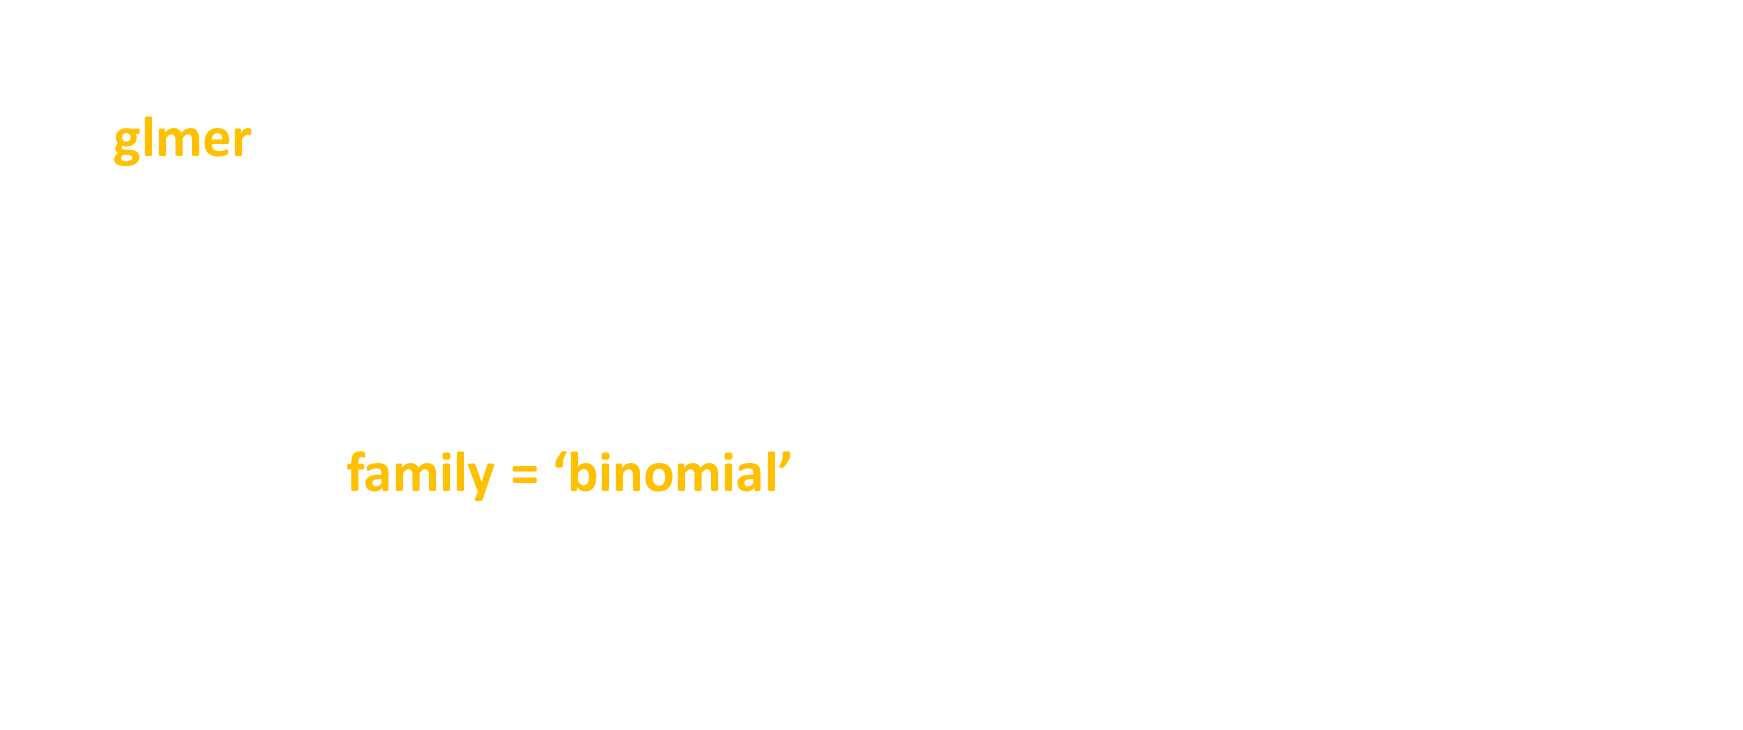 glmer
family = ‘binomial’